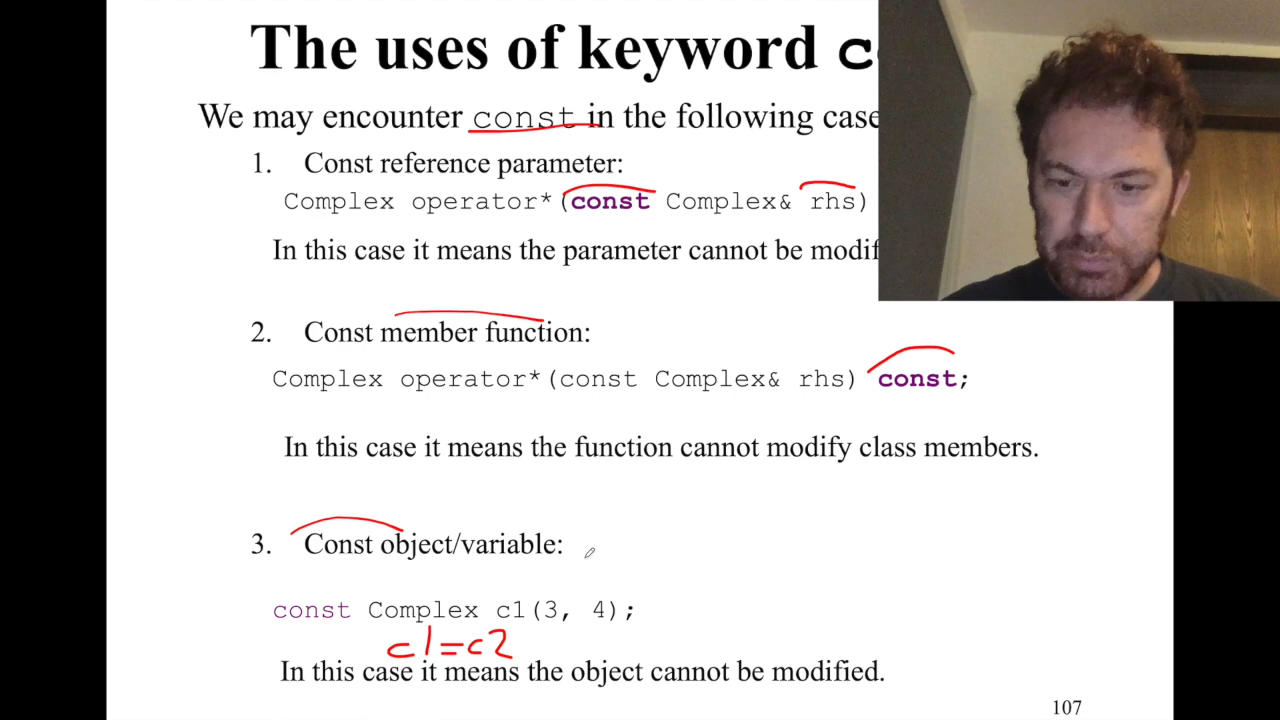 The uses of keyword c
We may encounter const in the following case
1. Const reference parameter:
Complex operator*(const Complex& rhs)
In this case it means the parameter cannot be modif
2. Const member function:
Complex operator*(const Complex& rhs) const;
In this case it means the function cannot modify class members.
3. Const object/variable:
const Complex c1(3, 4);
c1=c2
In this case it means the object cannot be modified.
107